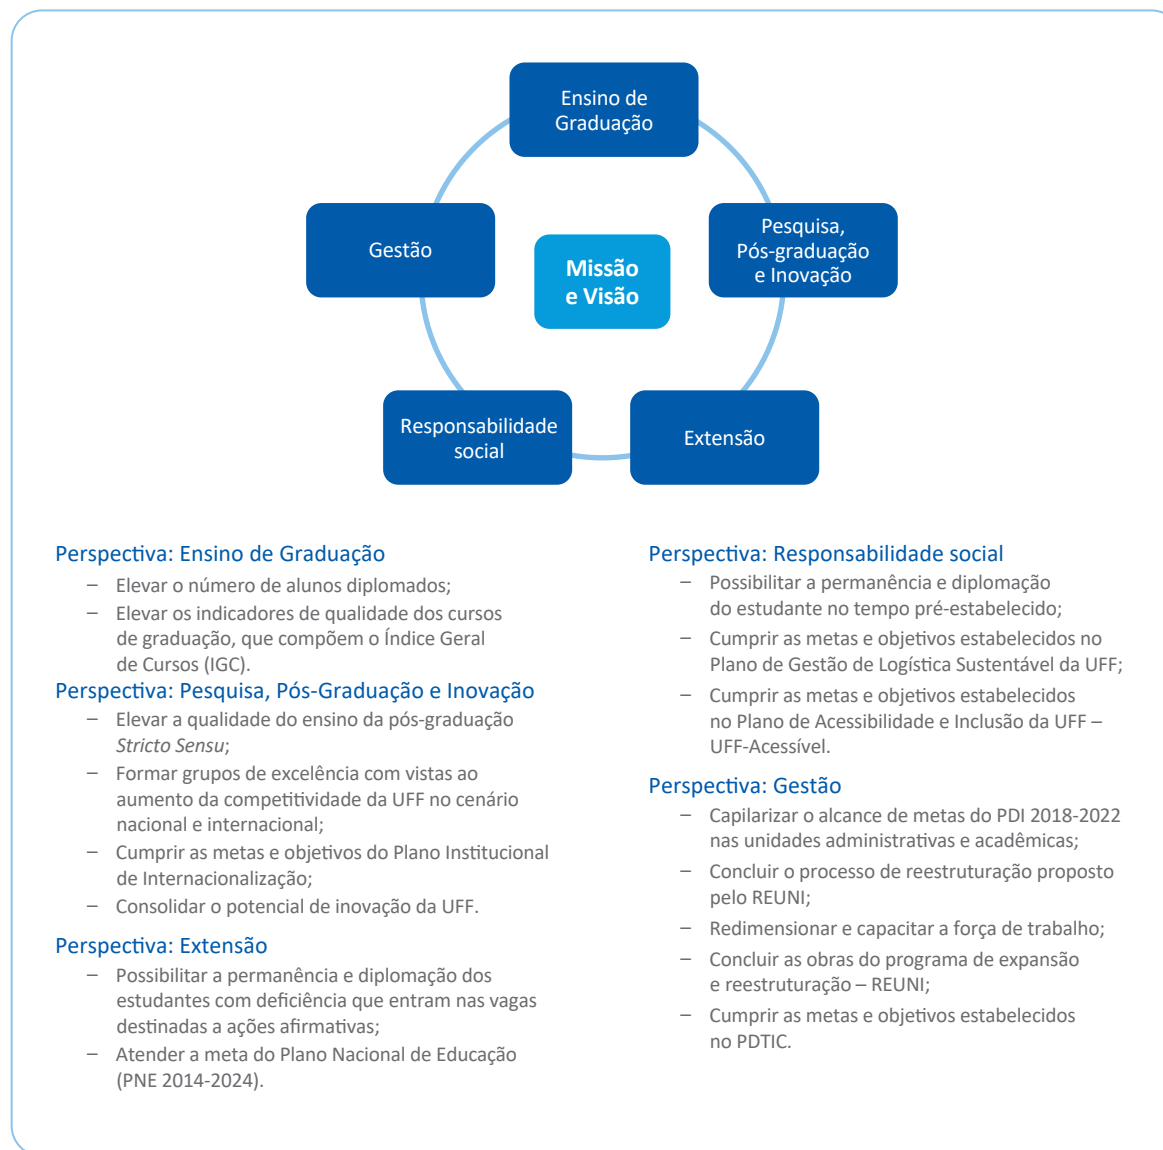 Ensino de
Graduação
Pesquisa,
Pós-graduação
e Inovação
Gestão
Missão
e Visão
Responsabilidade
social
Extensão
Perspectiva: Ensino de Graduação
– Elevar o número de alunos diplomados;
– Elevar os indicadores de qualidade dos cursos
de graduação, que compõem o Índice Geral
de Cursos (IGC).
Perspectiva: Pesquisa, Pós-Graduação e Inovação
– Elevar a qualidade do ensino da pós-graduação
Stricto Sensu;
– Formar grupos de excelência com vistas ao
aumento da competitividade da UFF no cenário
nacional e internacional;
– Cumprir as metas e objetivos do Plano Institucional
de Internacionalização;
– Consolidar o potencial de inovação da UFF.
Perspectiva: Extensão
– Possibilitar a permanência e diplomação dos
estudantes com deficiência que entram nas vagas
destinadas a ações afirmativas;
– Atender a meta do Plano Nacional de Educação
(PNE 2014-2024).
Perspectiva: Responsabilidade social
– Possibilitar a permanência e diplomação
do estudante no tempo pré-estabelecido;
– Cumprir as metas e objetivos estabelecidos no
Plano de Gestão de Logística Sustentável da UFF;
– Cumprir as metas e objetivos estabelecidos
no Plano de Acessibilidade e Inclusão da UFF –
UFF-Acessível.
Perspectiva: Gestão
– Capilarizar o alcance de metas do PDI 2018-2022
nas unidades administrativas e acadêmicas;
– Concluir o processo de reestruturação proposto
pelo REUNI;
– Redimensionar e capacitar a força de trabalho;
– Concluir as obras do programa de expansão
e reestruturação – REUNI;
– Cumprir as metas e objetivos estabelecidos
no PDTIC.